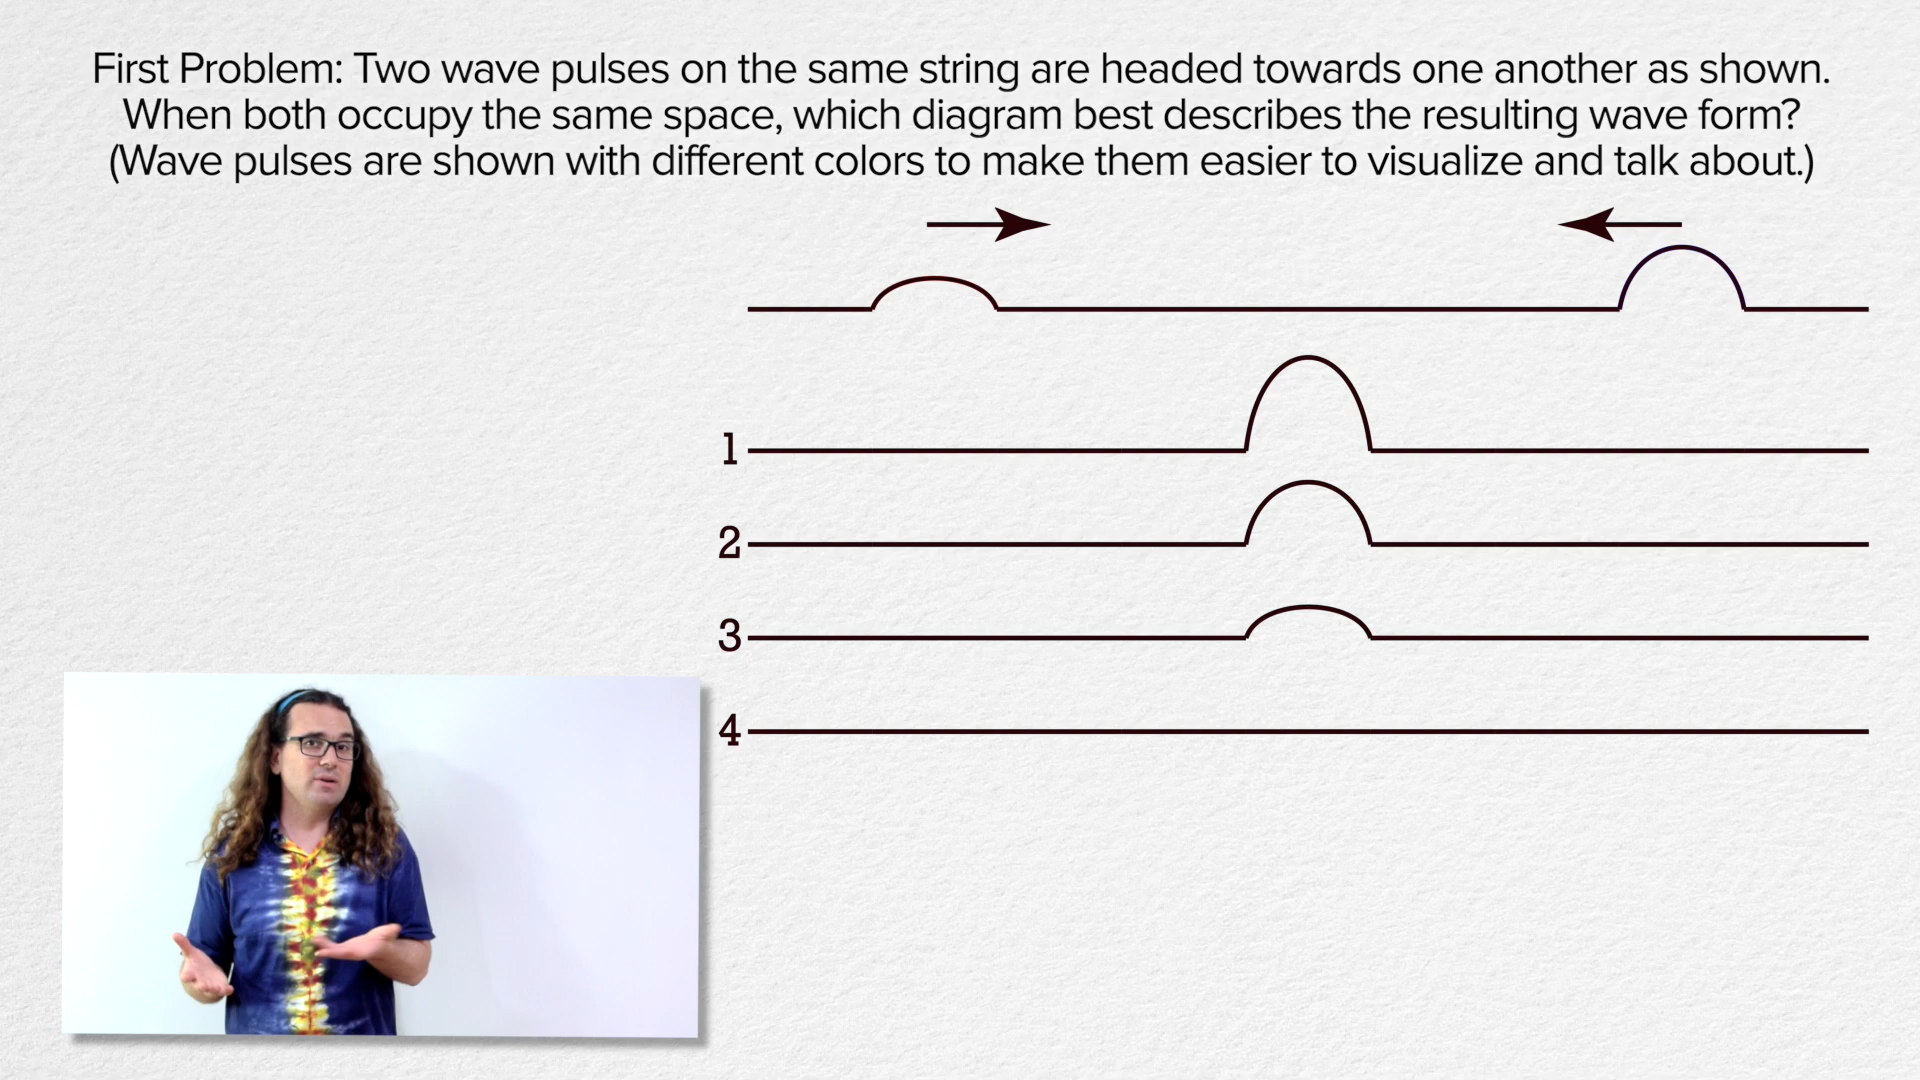 First Problem: Two wave pulses on the same string are headed towards one another as shown.
When both occupy the same space, which diagram best describes the resulting wave form?
(Wave pulses are shown with different colors to make them easier to visualize and talk about.)
1
2
3
4